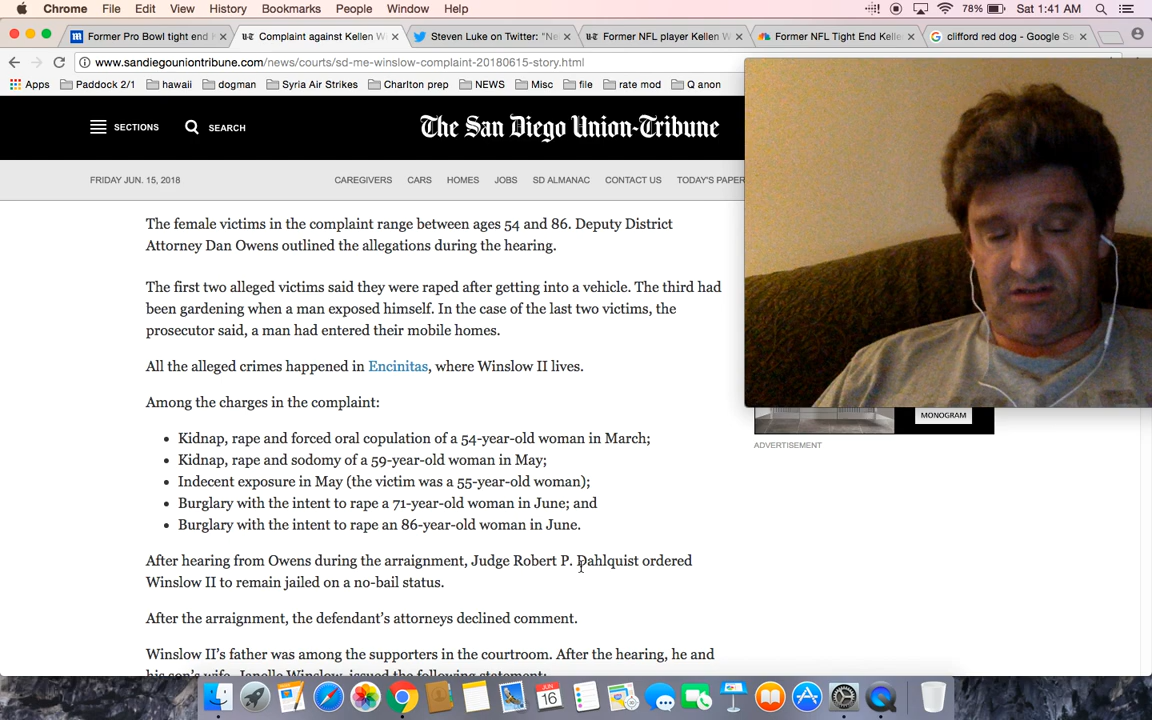 Chrome File Edit View History Bookmarks People Window Help 78% Sat 1:41 AM
Former Pro Bowl tight end K Complaint against Kellen W Steven Luke on Twitter: "Ne Former NFL player Kellen W Former NFL Tight End Kelle clifford red dog - Google Se
www.sandiegouniontribune.com/news/courts/sd-me-winslow-complaint-20180615-story.html
Apps Paddock 2/1 hawaii dogman Syria Air Strikes Charlton prep NEWS Misc file rate mod Q anon
SECTIONS SEARCH The San Diego Union-Tribune
FRIDAY JUN. 15, 2018 CAREGIVERS CARS HOMES JOBS SD ALMANAC CONTACT US TODAY'S PAPER
The female victims in the complaint range between ages 54 and 86. Deputy District
Attorney Dan Owens outlined the allegations during the hearing.
The first two alleged victims said they were raped after getting into a vehicle. The third had
been gardening when a man exposed himself. In the case of the last two victims, the
prosecutor said, a man had entered their mobile homes.
All the alleged crimes happened in Encinitas, where Winslow II lives.
Among the charges in the complaint:
• Kidnap, rape and forced oral copulation of a 54-year-old woman in March;
• Kidnap, rape and sodomy of a 59-year-old woman in May;
• Indecent exposure in May (the victim was a 55-year-old woman);
• Burglary with the intent to rape a 71-year-old woman in June; and
• Burglary with the intent to rape an 86-year-old woman in June.
After hearing from Owens during the arraignment, Judge Robert P. Dahlquist ordered
Winslow II to remain jailed on a no-bail status.
After the arraignment, the defendant's attorneys declined comment.
Winslow II's father was among the supporters in the courtroom. After the hearing, he and
his son's wife, Janelle Winslow, issued the following statement:
MONOGRAM
ADVERTISEMENT
JUN
16